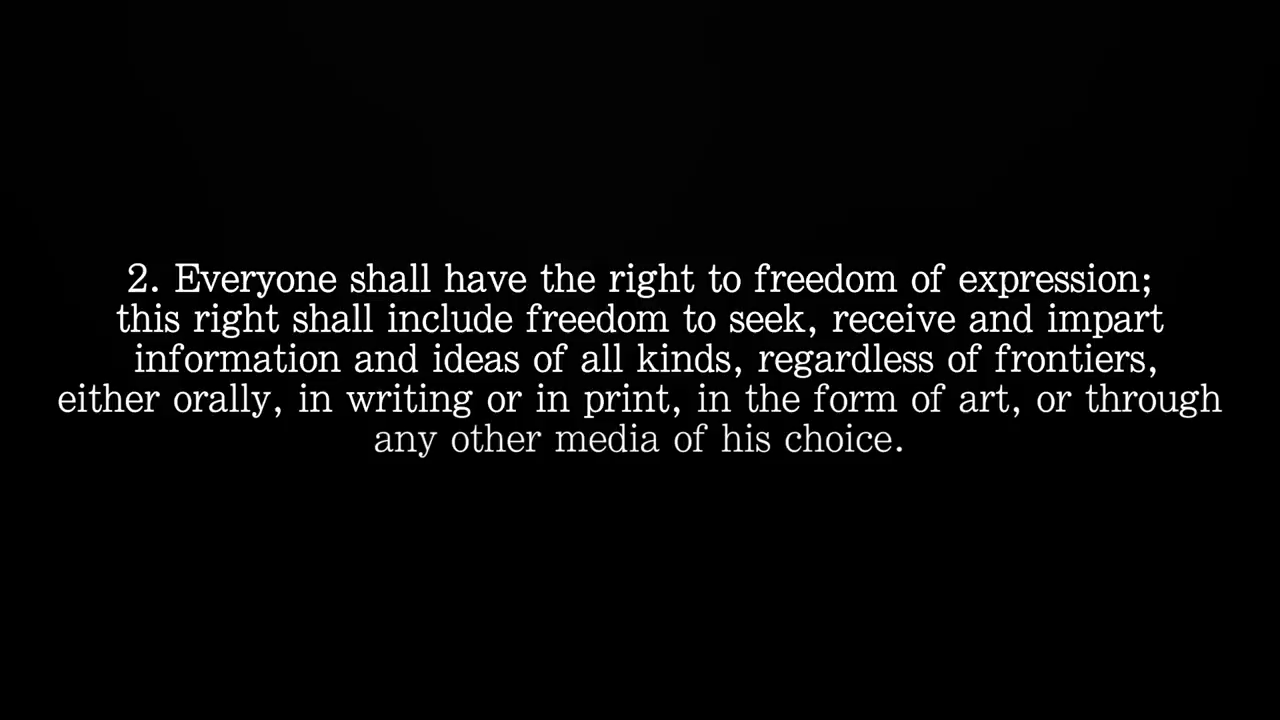 2. Everyone shall have the right to freedom of expression;
this right shall include freedom to seek, receive and impart
information and ideas of all kinds, regardless of frontiers,
either orally, in writing or in print, in the form of art, or through
any other media of his choice.